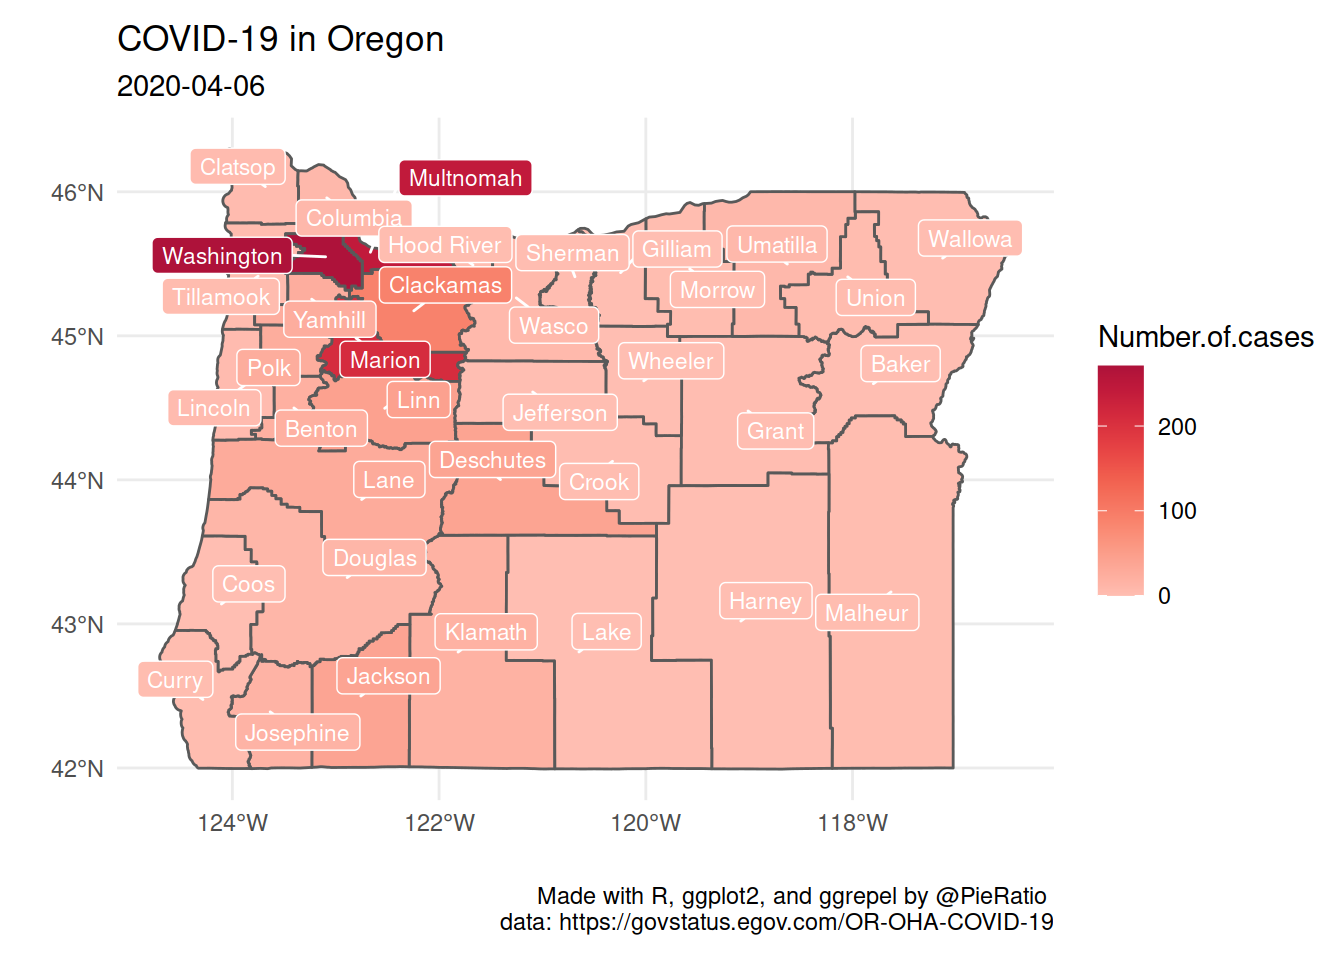 COVID-19 in Oregon
2020-04-06
46°N
45°N
44°N
43°N
42°N
124°W
122°W
120°W
118°W
Clatsop
Multnomah
Columbia
Washington
Hood River
Sherman
Gilliam
Umatilla
Wallowa
Tillamook
Clackamas
Morrow
Union
Yamhill
Wasco
Marion
Polk
Wheeler
Baker
Lincoln
Linn
Jefferson
Benton
Grant
Deschutes
Lane
Crook
Douglas
Coos
Harney
Malheur
Klamath
Lake
Curry
Jackson
Josephine
Number.of.cases
200
100
0
Made with R, ggplot2, and ggrepel by @PieRatio
data: https://govstatus.egov.com/OR-OHA-COVID-19